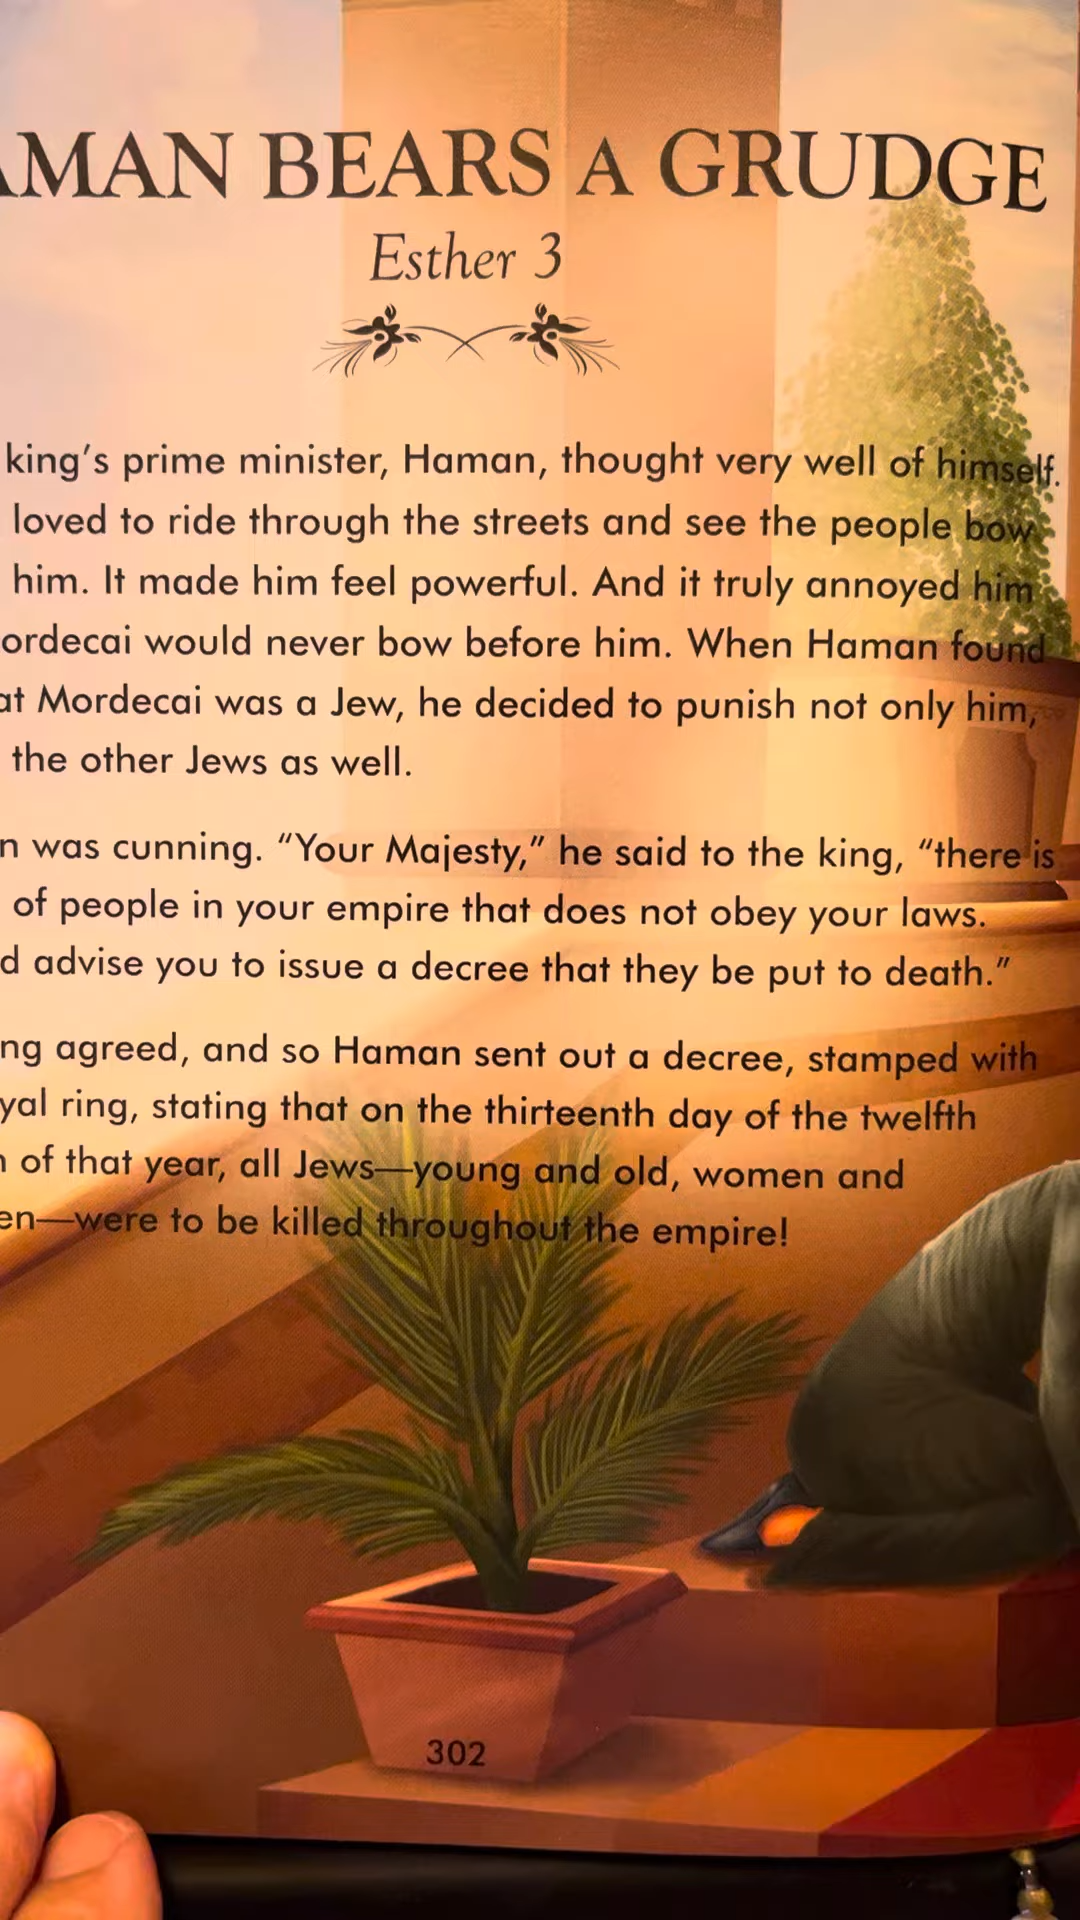 AMAN BEARS A GRUDGE
Esther 3
king’s prime minister, Haman, thought very well of himself.
loved to ride through the streets and see the people bow
him. It made him feel powerful. And it truly annoyed him
ordecai would never bow before him. When Haman found
at Mordecai was a Jew, he decided to punish not only him,
the other Jews as well.
n was cunning. “Your Majesty,” he said to the king, “there is
of people in your empire that does not obey your laws.
d advise you to issue a decree that they be put to death.”
ng agreed, and so Haman sent out a decree, stamped with
yal ring, stating that on the thirteenth day of the twelfth
of that year, all Jews—young and old, women and
en—were to be killed throughout the empire!
302